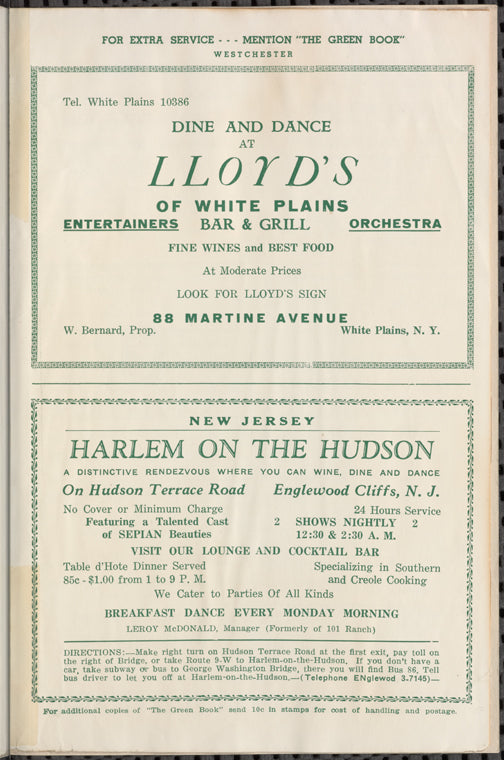 FOR EXTRA SERVICE - - - MENTION "THE GREEN BOOK"
WESTCHESTER
Tel. White Plains 10386
DINE AND DANCE
AT
LLOYD'S
OF WHITE PLAINS
ENTERTAINERS BAR & GRILL ORCHESTRA
FINE WINES and BEST FOOD
At Moderate Prices
LOOK FOR LLOYD'S SIGN
88 MARTINE AVENUE
W. Bernard, Prop. White Plains, N. Y.
NEW JERSEY
HARLEM ON THE HUDSON
A DISTINCTIVE RENDEZVOUS WHERE YOU CAN WINE, DINE AND DANCE
On Hudson Terrace Road Englewood Cliffs, N. J.
No Cover or Minimum Charge 24 Hours Service
Featuring a Talented Cast 2 SHOWS NIGHTLY 2
of SEPIAN Beauties 12:30 & 2:30 A. M.
VISIT OUR LOUNGE AND COCKTAIL BAR
Table d'Hote Dinner Served Specializing in Southern
85c - $1.00 from 1 to 9 P. M. and Creole Cooking
We Cater to Parties Of All Kinds
BREAKFAST DANCE EVERY MONDAY MORNING
LEROY McDONALD, Manager (Formerly of 101 Ranch)
DIRECTIONS:—Make right turn on Hudson Terrace Road at the first exit, pay toll on
the right of Bridge, or take Route 9-W to Harlem-on-the-Hudson, If you don't have a
car, take subway or bus to George Washington Bridge, there you will find Bus 86, Tell
bus driver to let you off at Harlem-on-the-Hudson,—(Telephone ENglewod 3-7145)—
For additional copies of "The Green Book" send 10c in stamps for cost of handling and postage.